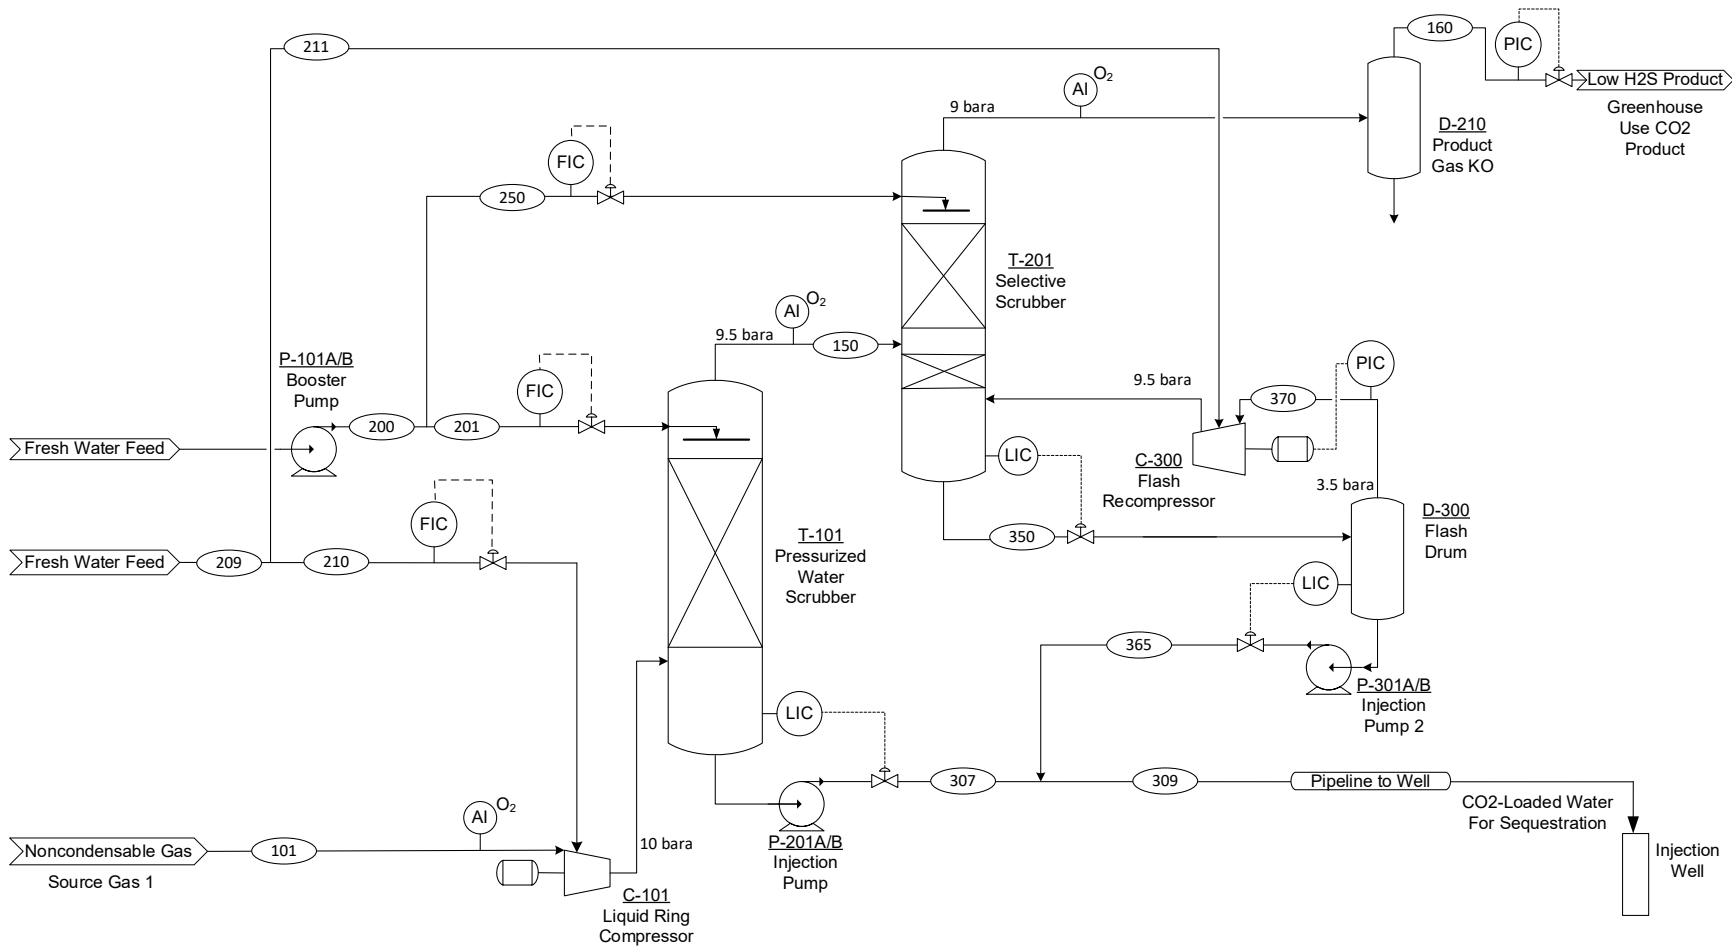 211
160
PIC
Low H2S Product
Greenhouse
Use CO2
Product
AI
O2
9 bara
D-210
Product
Gas KO
FIC
250
T-201
Selective
Scrubber
AI
O2
9.5 bara
150
P-101A/B
Booster
Pump
FIC
200
201
Fresh Water Feed
PIC
9.5 bara
370
LIC
C-300
Flash
Recompressor
3.5 bara
D-300
Flash
Drum
350
FIC
Fresh Water Feed
209
210
T-101
Pressurized
Water
Scrubber
LIC
365
P-301A/B
Injection
Pump 2
LIC
307
309
Pipeline to Well
CO2-Loaded Water
For Sequestration
P-201A/B
Injection
Pump
Injection
Well
AI
O2
Noncondensable Gas
101
Source Gas 1
10 bara
C-101
Liquid Ring
Compressor